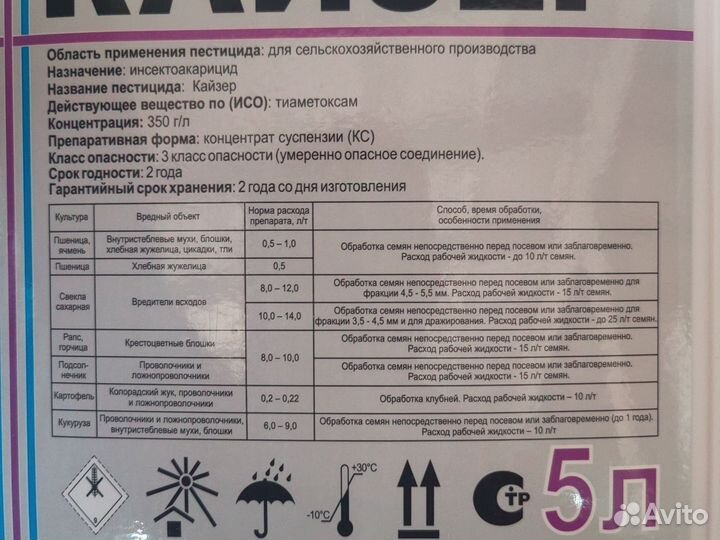 КАЙЗЕР
Область применения пестицида: для сельскохозяйственного производства
Назначение: инсектоакарицид
Название пестицида: Кайзер
Действующее вещество по (ИСО): тиаметоксам
Концентрация: 350 г/л
Препаративная форма: концентрат суспензии (КС)
Класс опасности: 3 класс опасности (умеренно опасное соединение).
Срок годности: 2 года
Гарантийный срок хранения: 2 года со дня изготовления
Культура
Вредный объект
Норма расхода
препарата, л/т
Способ, время обработки,
особенности применения
Пшеница,
ячмень
Внутристеблевые мухи, блошки,
хлебная жужелица, цикадки, тли
0,5 – 1,0
Обработка семян непосредственно перед посевом или заблаговременно.
Расход рабочей жидкости - до 10 л/т семян.
Пшеница
Хлебная жужелица
0,5
Свекла
сахарная
Вредители всходов
8,0 – 12,0
Обработка семян непосредственно перед посевом или заблаговременно для
фракции 4,5 - 5,5 мм. Расход рабочей жидкости - 15 л/т семян.
10,0 – 14,0
Обработка семян непосредственно перед посевом или заблаговременно для
фракции 3,5 - 4,5 мм и для дражирования. Расход рабочей жидкости - до 25 л/т семян.
Рапс,
горчица
Крестоцветные блошки
8,0 – 10,0
Обработка семян непосредственно перед посевом или заблаговременно.
Расход рабочей жидкости - 15 л/т семян.
Подсол-
нечник
Проволочники и
ложнопроволочники
Обработка семян непосредственно перед посевом или заблаговременно.
Расход рабочей жидкости - 15 л/т семян.
Картофель
Колорадский жук, проволочники
и ложнопроволочники
0,2 – 0,22
Обработка клубней. Расход рабочей жидкости – 10 л/т
Кукуруза
Проволочники и ложнопроволочники,
внутристеблевые мухи, блошки
6,0 – 9,0
Обработка семян непосредственно перед посевом или заблаговременно (до 1 года).
Расход рабочей жидкости – 10 л/т
9
+30°C
-10°C
ТР
5л
Avito